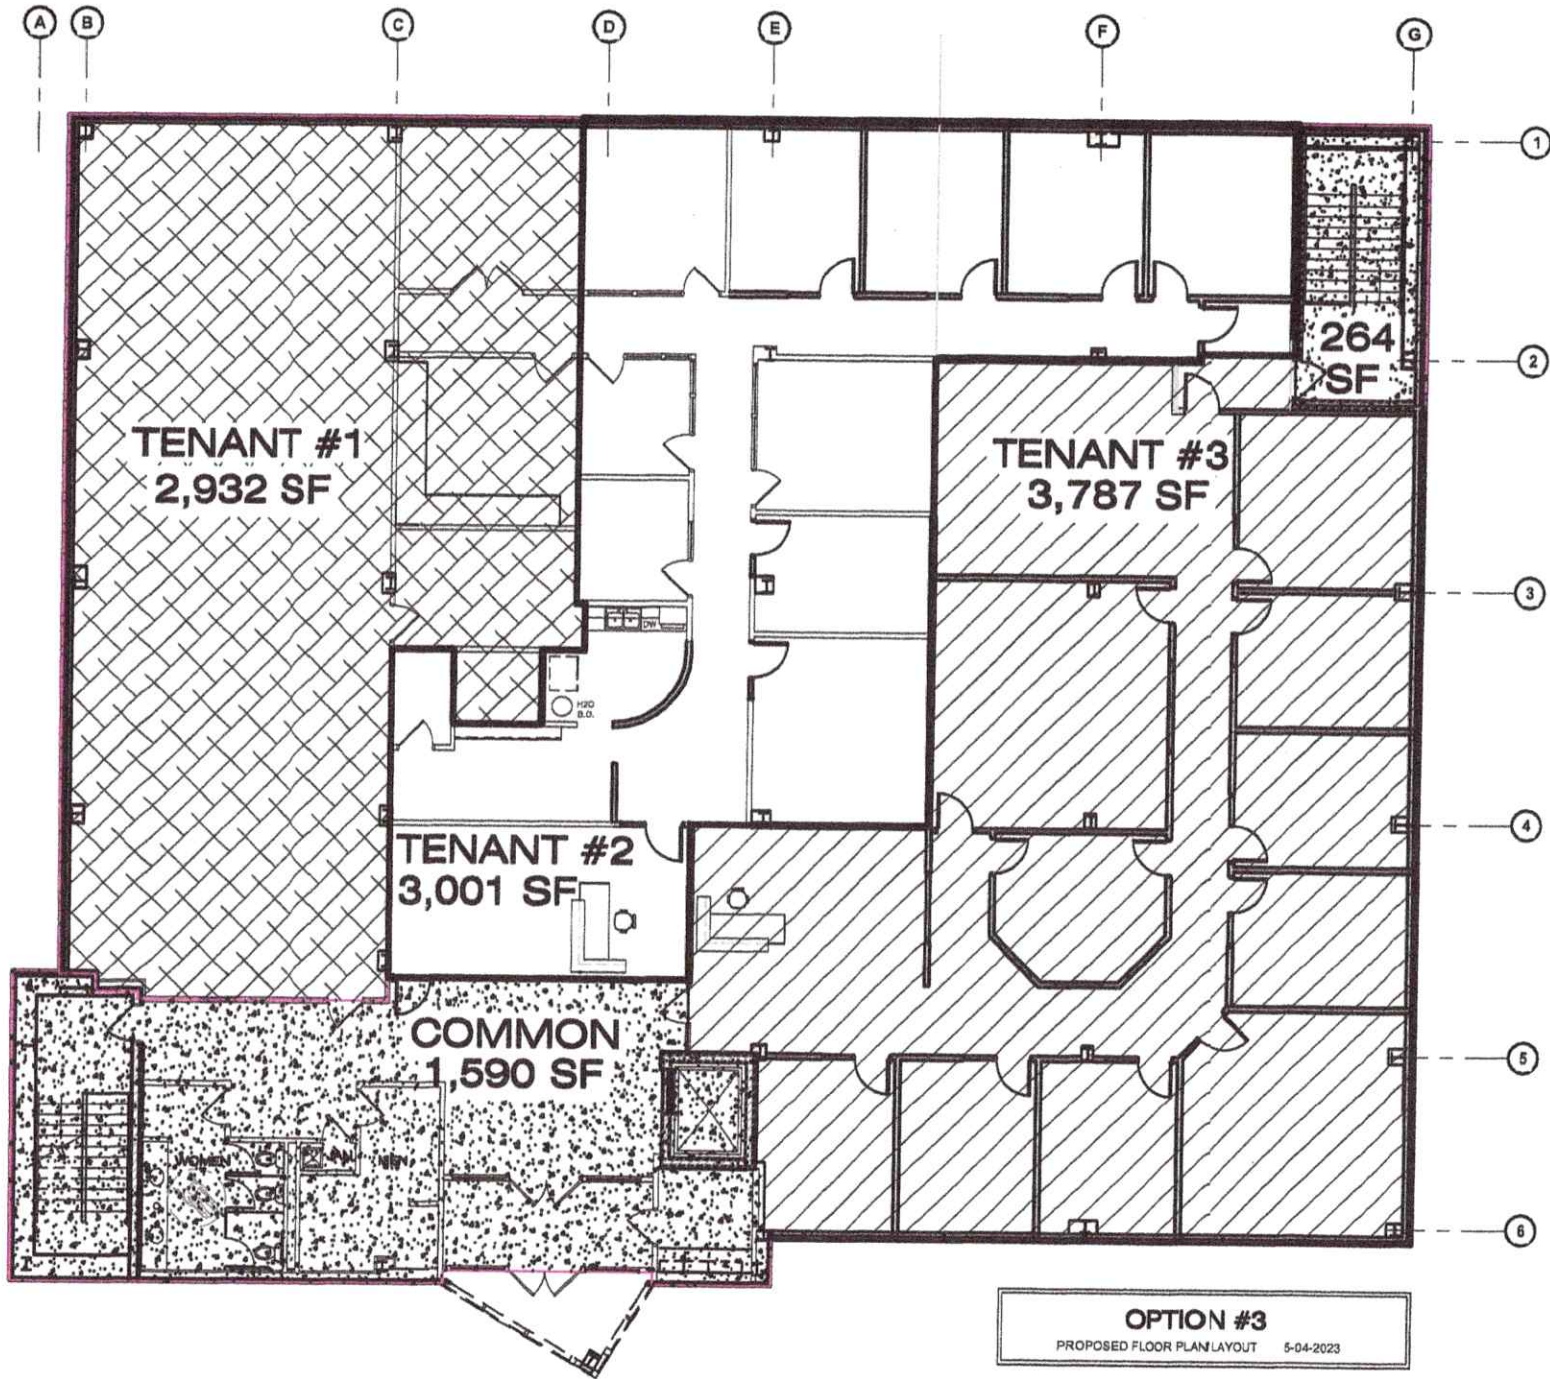 A
B
C
D
E
F
G
1
2
3
4
5
6
264
SF
TENANT #1
2,932 SF
TENANT #3
3,787 SF
DW
H2O
B.D.
TENANT #2
3,001 SF
COMMON
1,590 SF
WOMEN
JAN
MEN
OPTION #3
PROPOSED FLOOR PLAN LAYOUT 5-04-2023